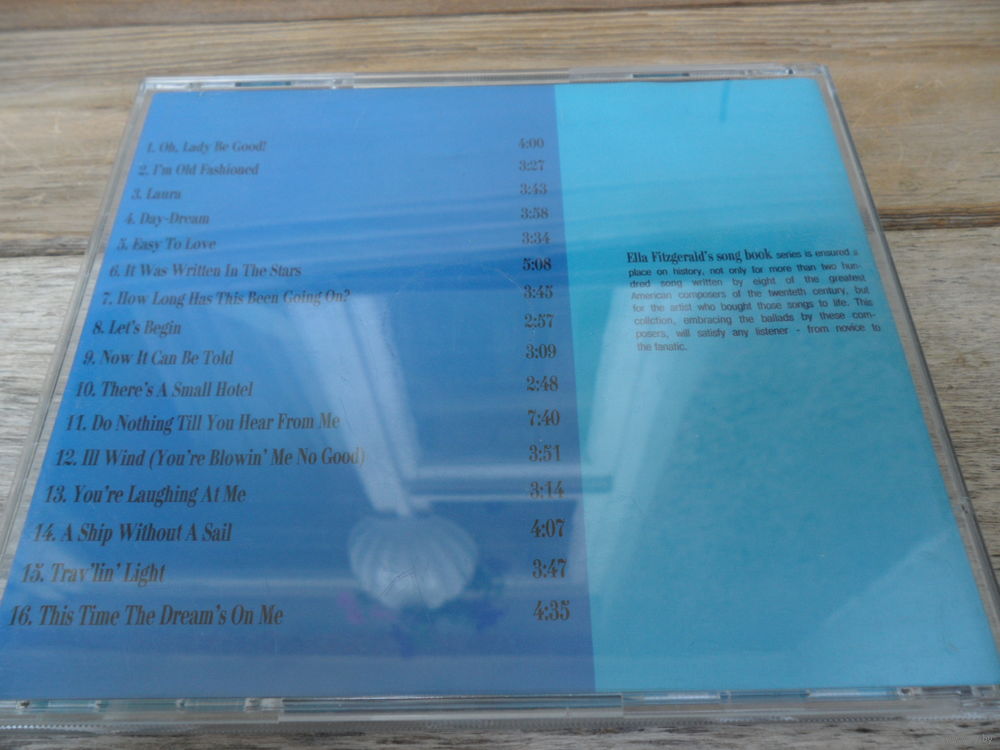 1. Oh, Lady Be Good! 4:00
2. I'm Old Fashioned 3:27
3. Laura 3:43
4. Day-Dream 3:58
5. Easy To Love 3:34
6. It Was Written In The Stars 5:08
7. How Long Has This Been Going On? 3:45
8. Let's Begin 2:57
9. Now It Can Be Told 3:09
10. There's A Small Hotel 2:48
11. Do Nothing Till You Hear From Me 7:40
12. Ill Wind (You're Blowin' Me No Good) 3:51
13. You're Laughing At Me 3:14
14. A Ship Without A Sail 4:07
15. Trav'lin' Light 3:47
16. This Time The Dream's On Me 4:35
Ella Fitzgerald's song book series is ensured a
place on history, not only for more than two hun-
dred song written by eight of the greatest
American composers of the twenteth century, but
for the artist who bought those songs to life. This
collction, embracing the ballads by these com-
posers, will satisfy any listener - from novice to
the fanatic.